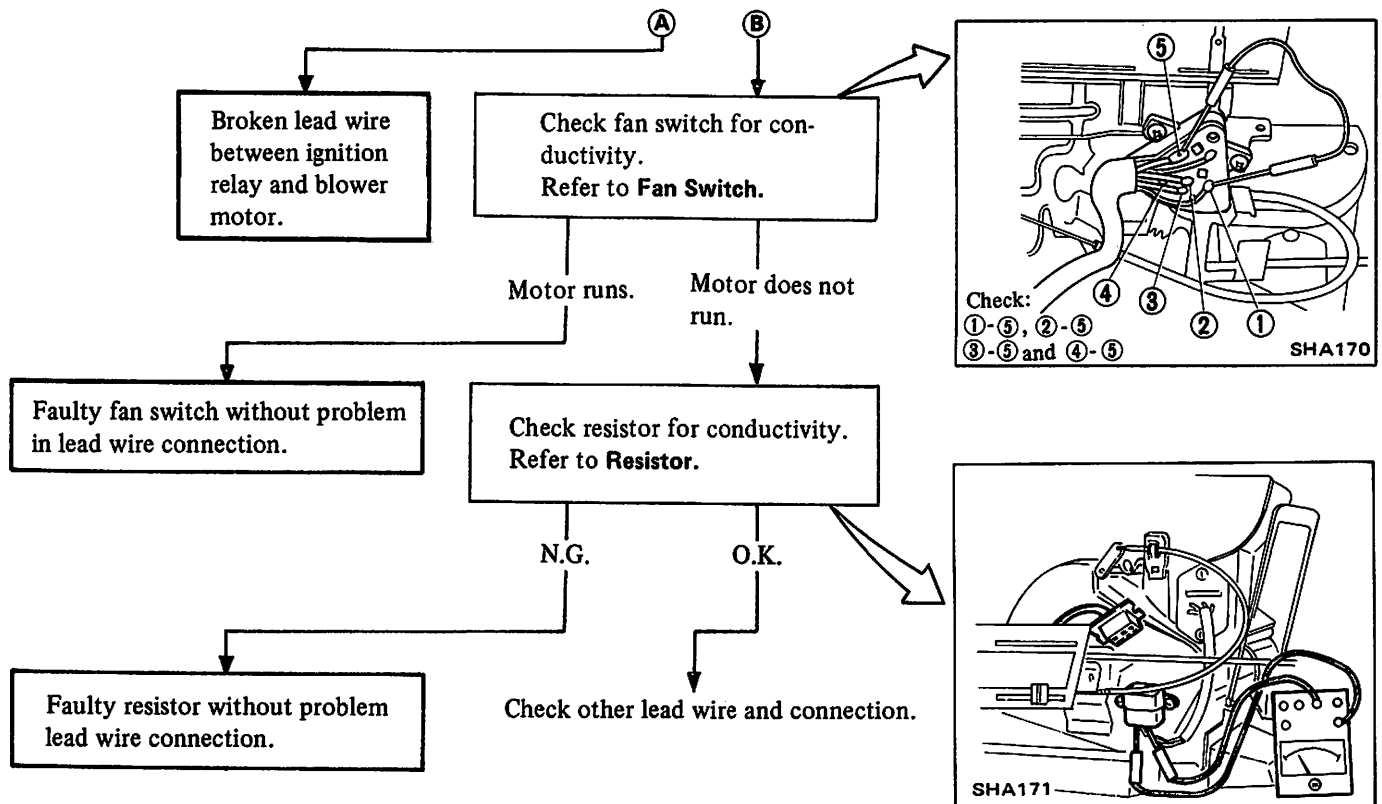 A
B
Broken lead wire
between ignition
relay and blower
motor.
Check fan switch for con-
ductivity.
Refer to Fan Switch.
⑤
④
③
②
①
Check:
①-⑤, ②-⑤
③-⑤ and ④-⑤
SHA170
Motor runs.
Motor does not
run.
Faulty fan switch without problem
in lead wire connection.
Check resistor for conductivity.
Refer to Resistor.
N.G.
O.K.
Faulty resistor without problem
lead wire connection.
Check other lead wire and connection.
SHA171